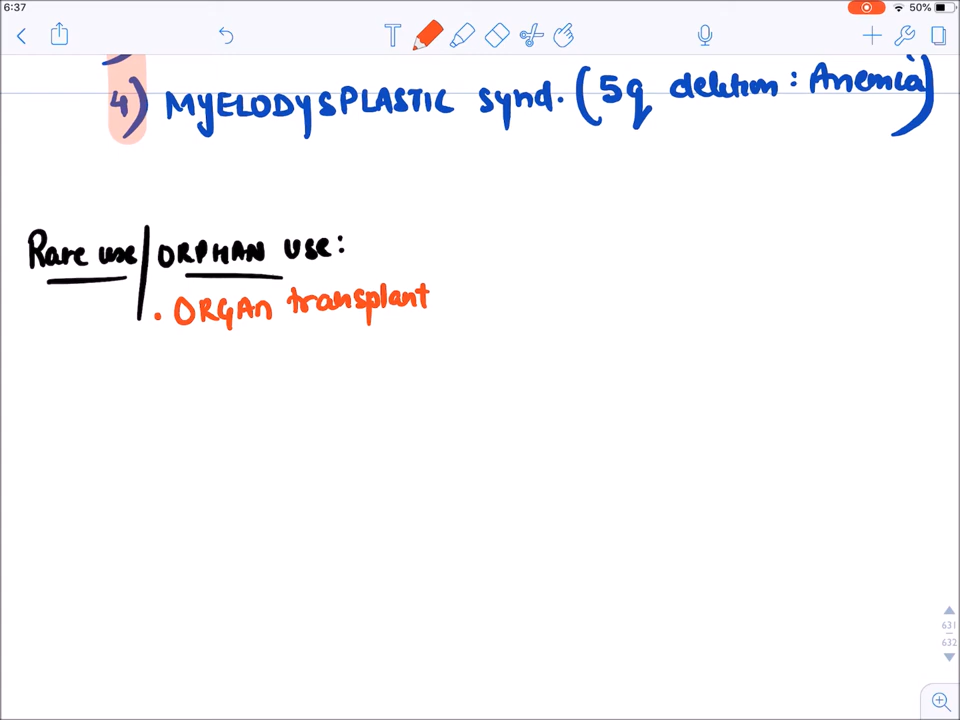 6:37
50%
T
4) MYELODYSPLASTIC synd. (5q deletion : Anemia)
Rare use/ORPHAN USE:
. ORGAN transplant
631
632